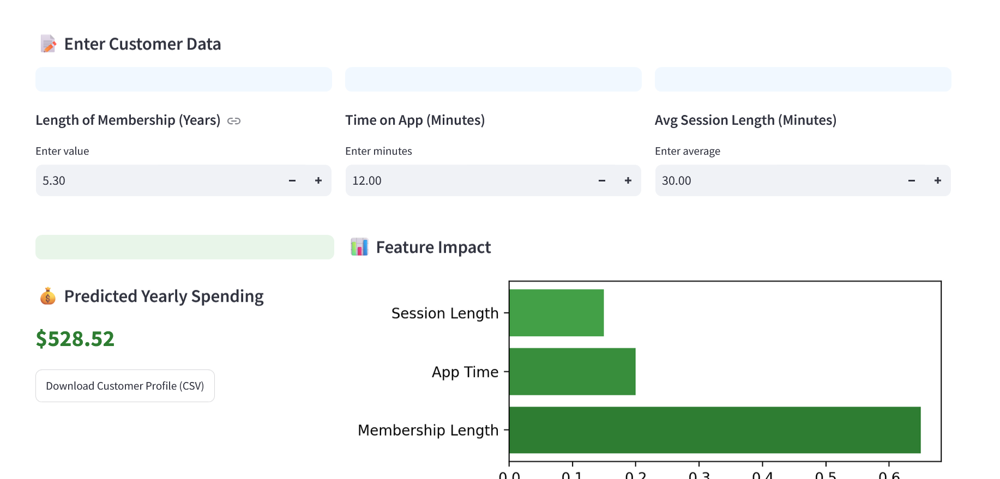 Enter Customer Data
Length of Membership (Years)
Time on App (Minutes)
Avg Session Length (Minutes)
Enter value
Enter minutes
Enter average
5.30
12.00
30.00
Feature Impact
Predicted Yearly Spending
$528.52
Download Customer Profile (CSV)
Session Length
App Time
Membership Length
0.0 0.1 0.2 0.3 0.4 0.5 0.6